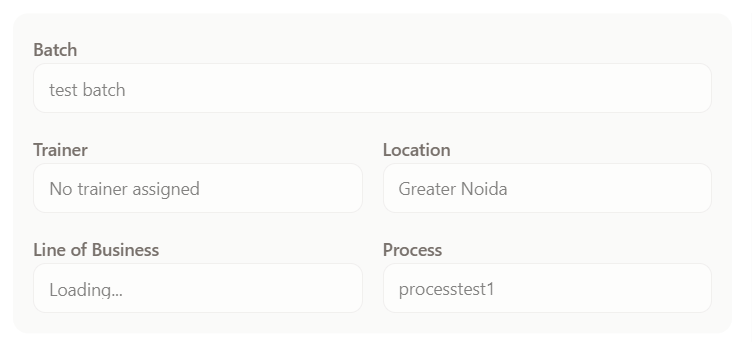 Batch
test batch
Trainer
Location
No trainer assigned
Greater Noida
Line of Business
Process
Loading...
processtest1